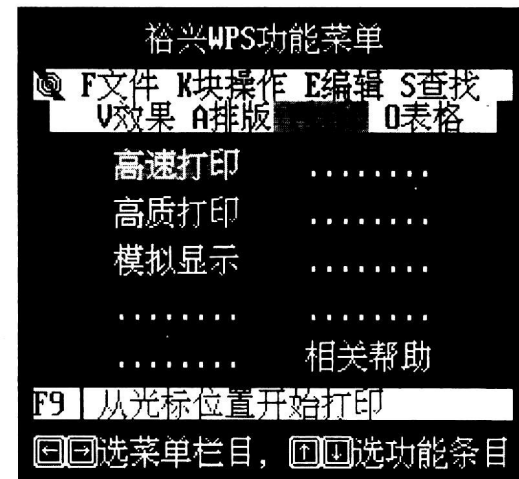 裕兴WPS功能菜单
F文件 K块操作 E编辑 S查找
V效果 A排版 O表格
高速打印 ........
高质打印 ........
模拟显示 ........
........ ........
........ 相关帮助
F9 从光标位置开始打印
←→选菜单栏目，↑↓选功能条目